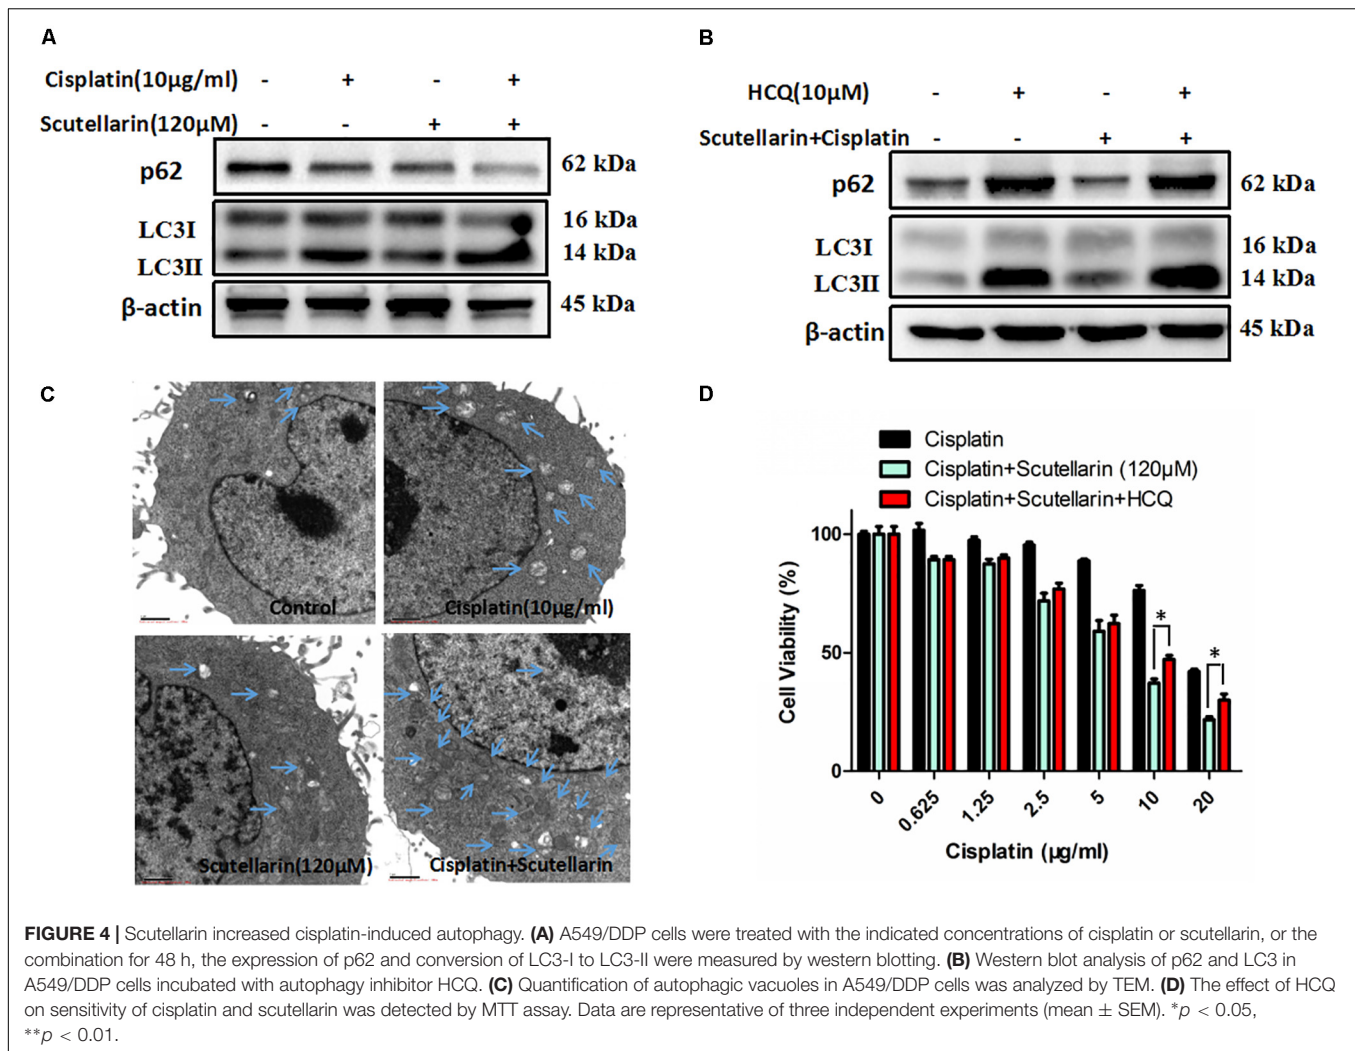 A
Cisplatin(10µg/ml) - + - +
Scutellarin(120µM) - - + +
p62 62 kDa
LC3I 16 kDa
LC3II 14 kDa
β-actin 45 kDa
B
HCQ(10µM) - + - +
Scutellarin+Cisplatin - - + +
p62 62 kDa
LC3I 16 kDa
LC3II 14 kDa
β-actin 45 kDa
C
Control
Cisplatin(10µg/ml)
Scutellarin(120µM)
Cisplatin+Scutellarin
D
Cisplatin
Cisplatin+Scutellarin (120µM)
Cisplatin+Scutellarin+HCQ
Cell Viability (%)
100
50
0
* *
0 0.625 1.25 2.5 5 10 20
Cisplatin (µg/ml)
FIGURE 4 | Scutellarin increased cisplatin-induced autophagy. (A) A549/DDP cells were treated with the indicated concentrations of cisplatin or scutellarin, or the
combination for 48 h, the expression of p62 and conversion of LC3-I to LC3-II were measured by western blotting. (B) Western blot analysis of p62 and LC3 in
A549/DDP cells incubated with autophagy inhibitor HCQ. (C) Quantification of autophagic vacuoles in A549/DDP cells was analyzed by TEM. (D) The effect of HCQ
on sensitivity of cisplatin and scutellarin was detected by MTT assay. Data are representative of three independent experiments (mean ± SEM). *p < 0.05,
**p < 0.01.